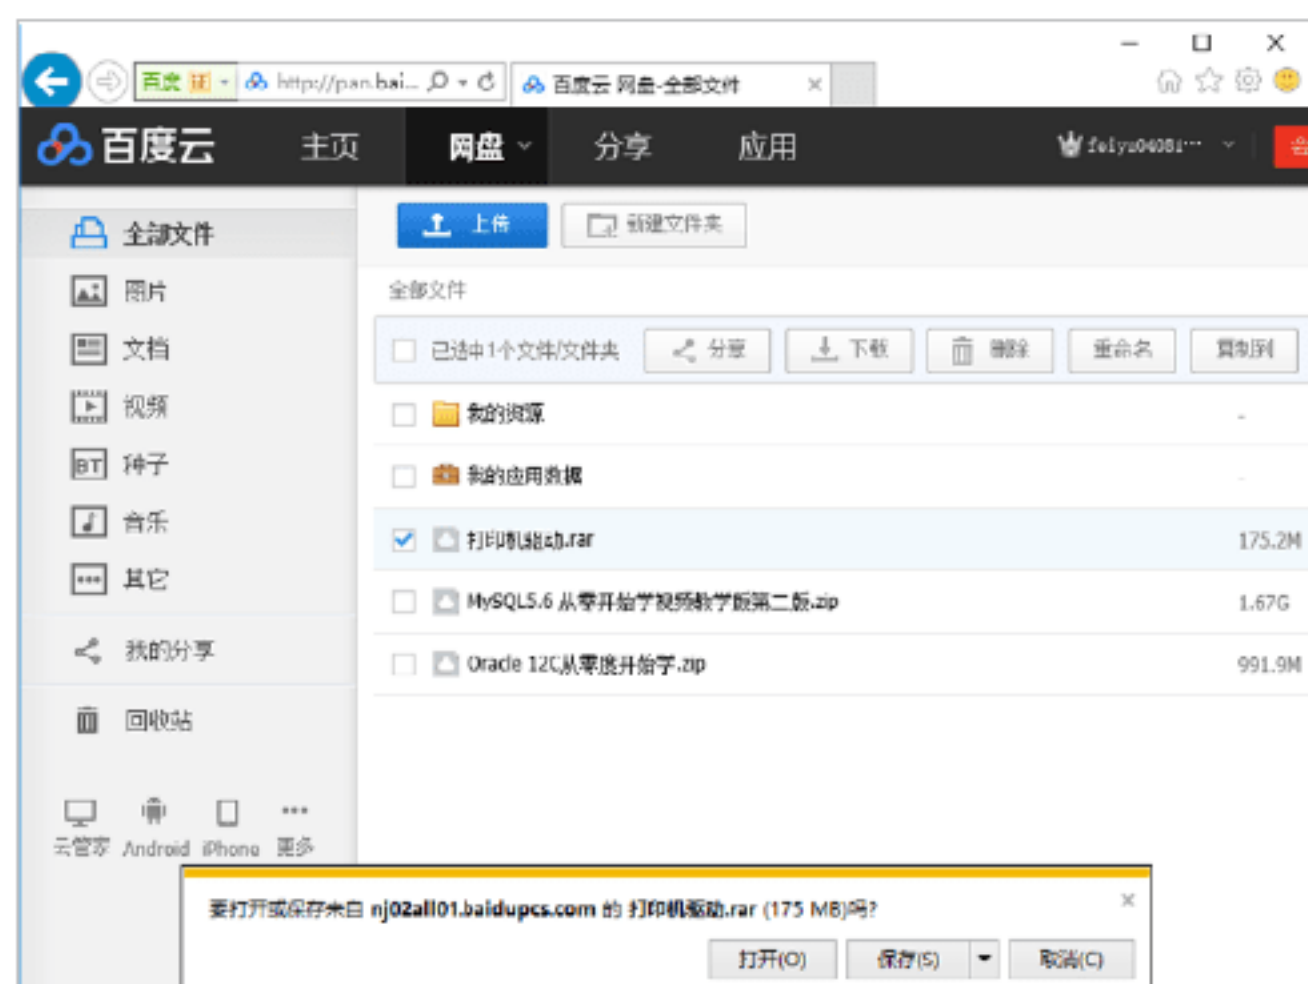 百度 证 http://pan.bai... 百度云 网盘-全部文件
百度云 主页 网盘 分享 应用 feiyu04081···
上传 新建文件夹
全部文件
图片
文档
视频
BT 种子
音乐
其它
我的分享
回收站
云管家 Android iPhone 更多
全部文件
已选中1个文件/文件夹 分享 下载 删除 重命名 复制到
我的资源 -
我的应用数据 -
打印机驱动.rar 175.2M
MySQL5.6 从零开始学视频教学版第二版.zip 1.67G
Oracle 12C从零度开始学.zip 991.9M
要打开或保存来自 nj02all01.baidupcs.com 的 打印机驱动.rar (175 MB)吗?
打开(O) 保存(S) 取消(C)